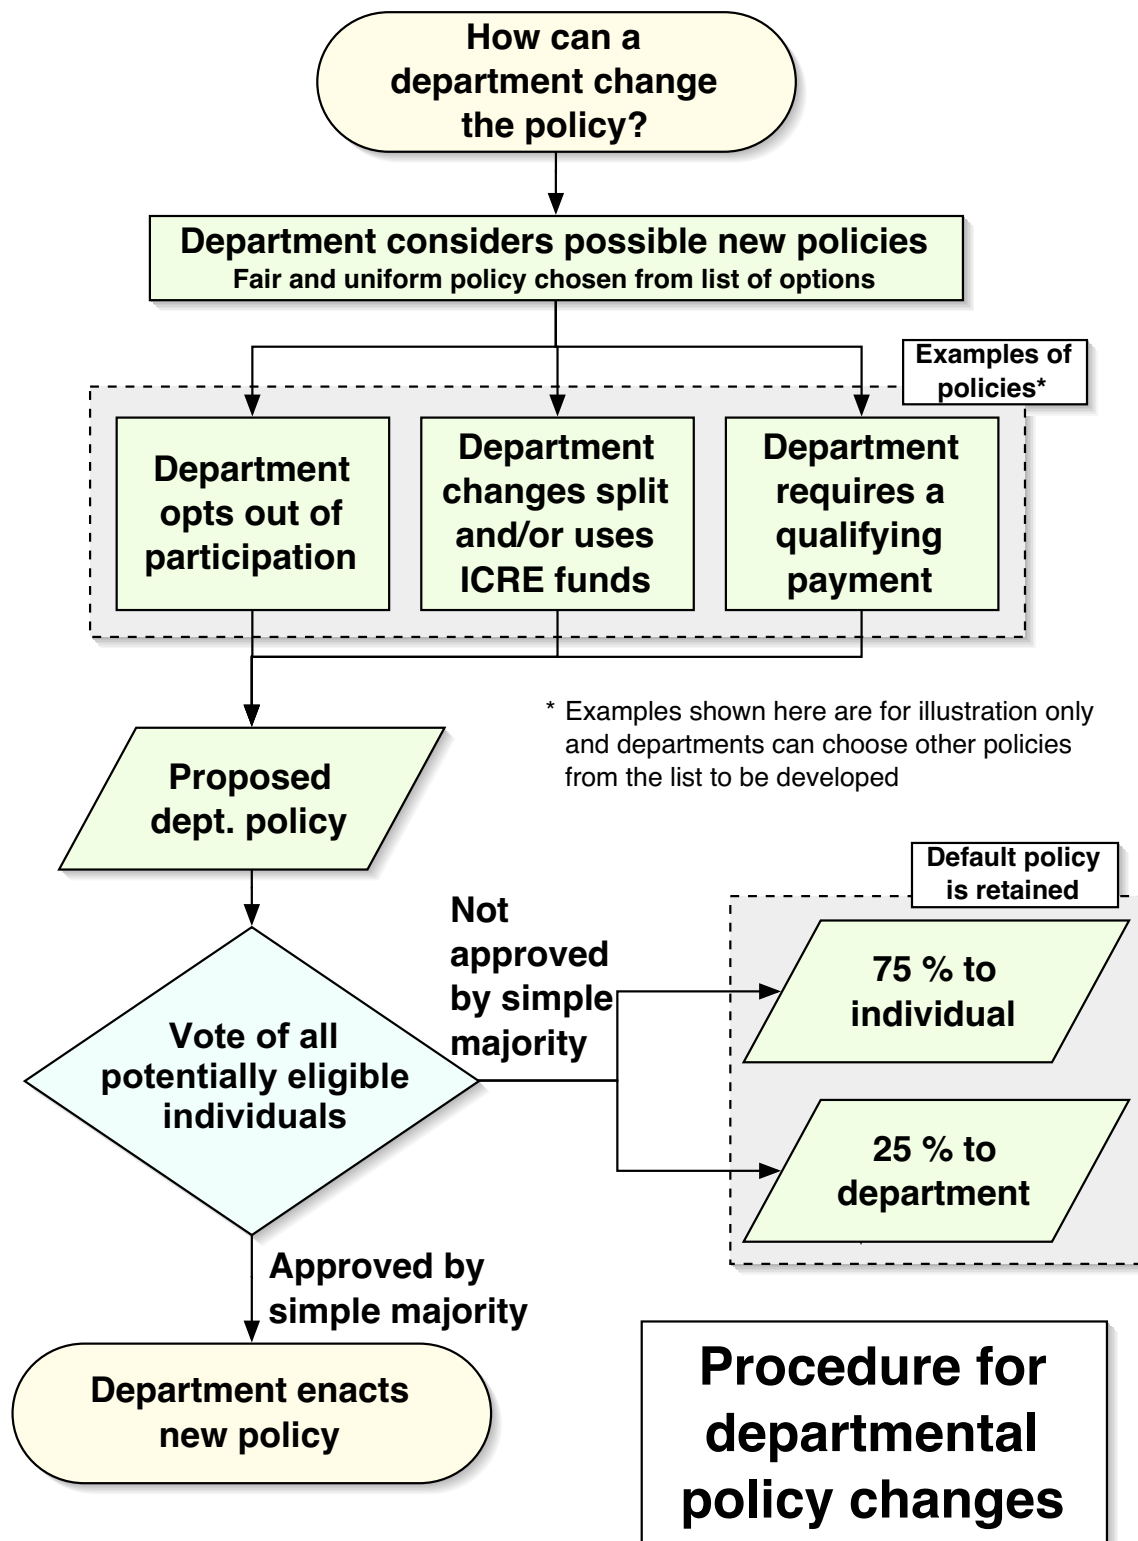 How can a
department change
the policy?
Department considers possible new policies
Fair and uniform policy chosen from list of options
Examples of
policies*
Department
opts out of
participation
Department
changes split
and/or uses
ICRE funds
Department
requires a
qualifying
payment
* Examples shown here are for illustration only
and departments can choose other policies
from the list to be developed
Proposed
dept. policy
Default policy
is retained
Not
approved
by simple
majority
75 % to
individual
Vote of all
potentially eligible
individuals
25 % to
department
Approved by
simple majority
Department enacts
new policy
Procedure for
departmental
policy changes